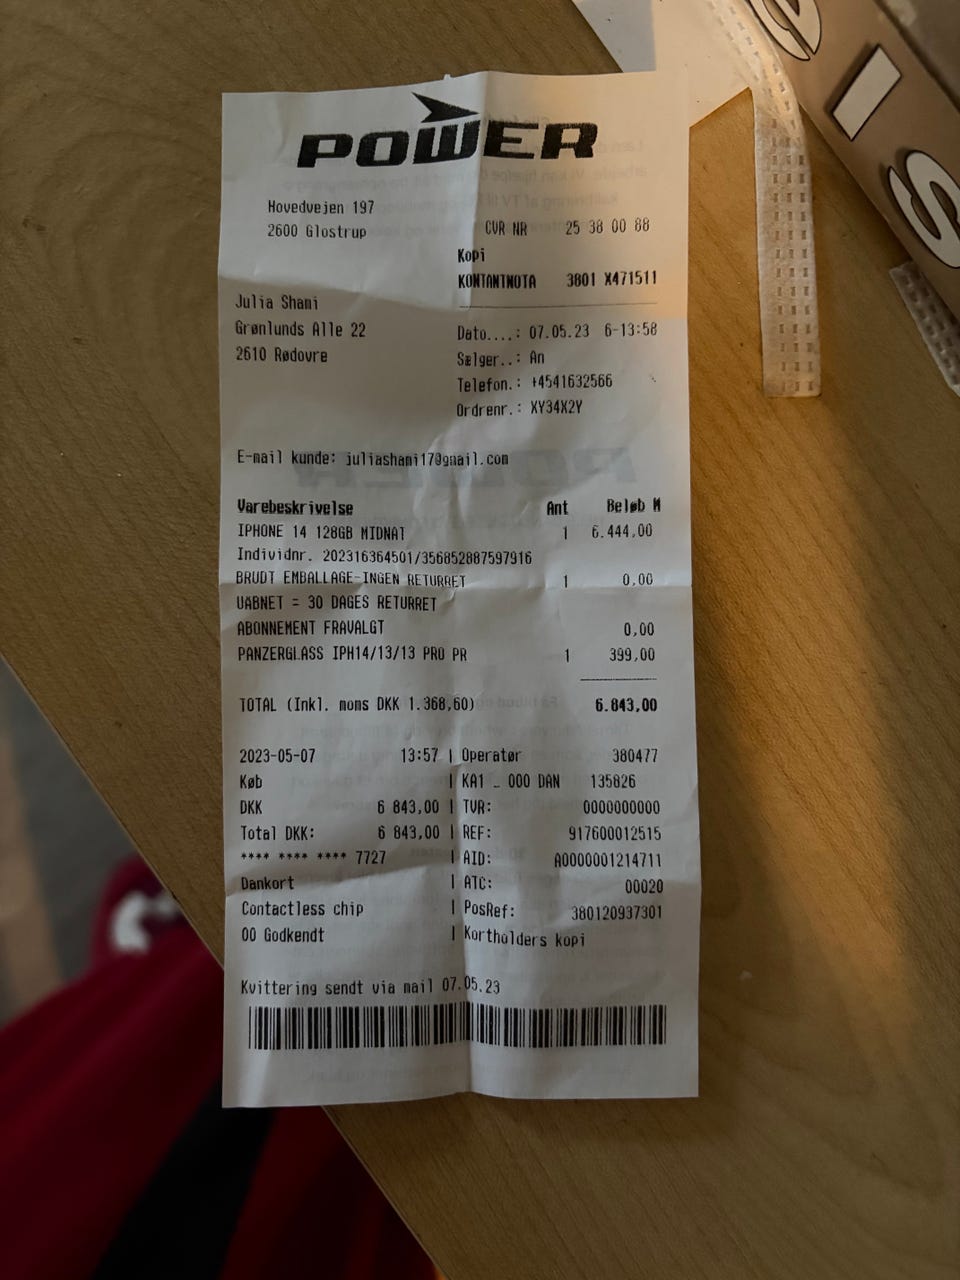 POWER
Hovedvejen 197
2600 Glostrup
CVR NR 25 38 00 88
Kopi
KONTANTNOTA 3801 X471511
Julia Shami
Grønlunds Alle 22
2610 Rødovre
Dato....: 07.05.23 6-13:58
Sælger..: An
Telefon.: +4541632566
Ordrenr.: XY34X2Y
E-mail kunde: juliashami17@gmail.com
Varebeskrivelse Ant Beløb M
IPHONE 14 128GB MIDNAT 1 6.444,00
Individnr. 202316364501/356852887597916
BRUDT EMBALLAGE-INGEN RETURRET 1 0,00
UÅBNET = 30 DAGES RETURRET
ABONNEMENT FRAVALGT 0,00
PANZERGLASS IPH14/13/13 PRO PR 1 399,00
TOTAL (Inkl. moms DKK 1.368,60) 6.843,00
2023-05-07 13:57 | Operatør 380477
Køb | KA1 _ 000 DAN 135826
DKK 6 843,00 | TVR: 0000000000
Total DKK: 6 843,00 | REF: 917600012515
**** **** **** 7727 | AID: A0000001214711
Dankort | ATC: 00020
Contactless chip | PosRef: 380120937301
00 Godkendt | Kortholders kopi
Kvittering sendt via mail 07.05.23